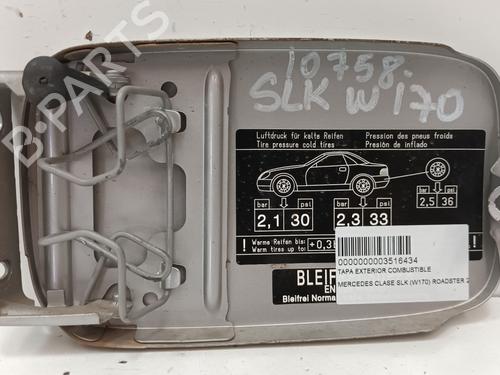 10758.
SLK W170
Luftdruck für kalte Reifen
Tire pressure cold tires
Pression des pneus froids
Presión de inflado
bar psi
2,1 30
bar psi
2,3 33
bar psi
2,5 36
! Warme Reifen bis:
Warm tires up to:
+0,3
BLEIF
EN
Bleifrei Norma
0000000003516434
TAPA EXTERIOR COMBUSTIBLE
MERCEDES CLASE SLK (W170) ROADSTER 2
B-PARTS